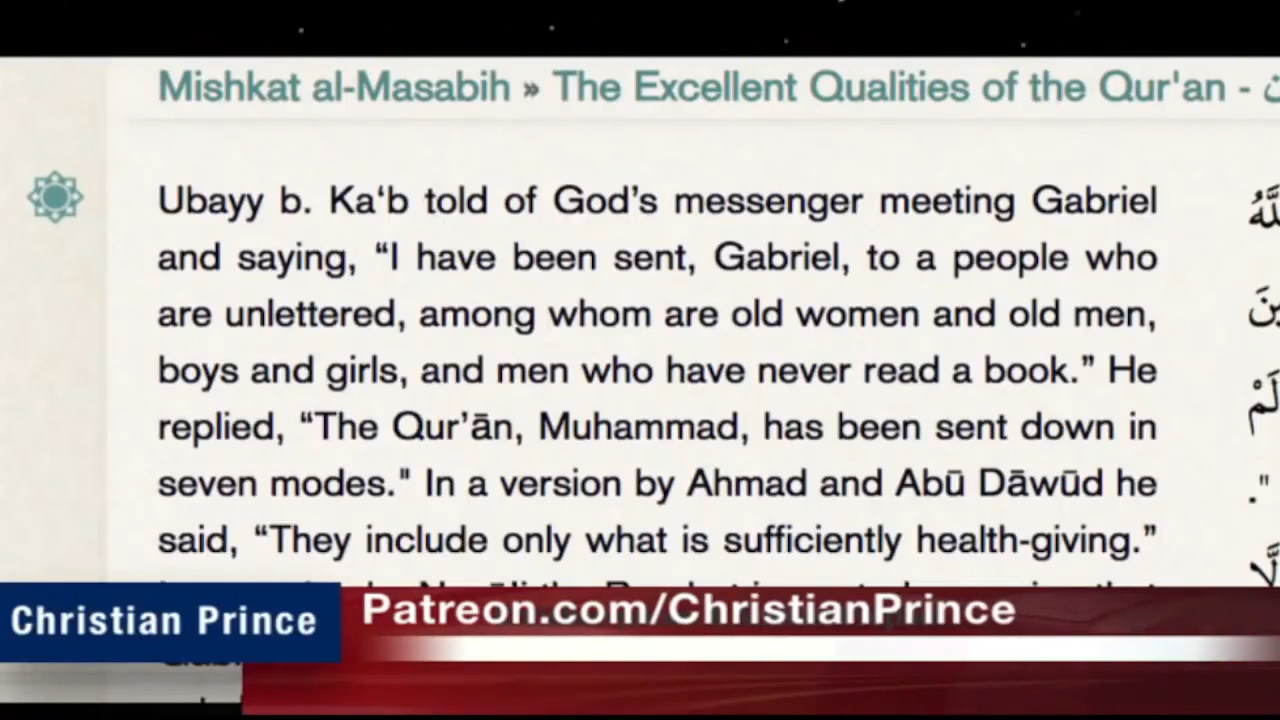 Mishkat al-Masabih » The Excellent Qualities of the Qur'an -
Ubayy b. Ka‘b told of God’s messenger meeting Gabriel
and saying, “I have been sent, Gabriel, to a people who
are unlettered, among whom are old women and old men,
boys and girls, and men who have never read a book.” He
replied, “The Qur’ān, Muhammad, has been sent down in
seven modes." In a version by Ahmad and Abū Dāwūd he
said, “They include only what is sufficiently health-giving.”
Christian Prince
Patreon.com/ChristianPrince